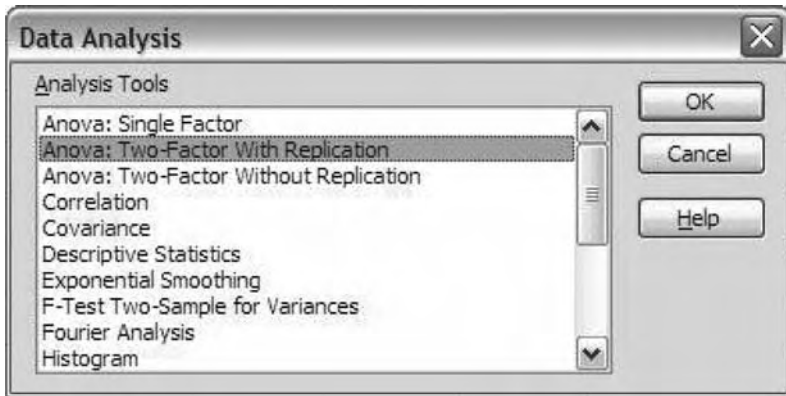 Data Analysis
Analysis Tools
Anova: Single Factor
Anova: Two-Factor With Replication
Anova: Two-Factor Without Replication
Correlation
Covariance
Descriptive Statistics
Exponential Smoothing
F-Test Two-Sample for Variances
Fourier Analysis
Histogram
OK
Cancel
Help